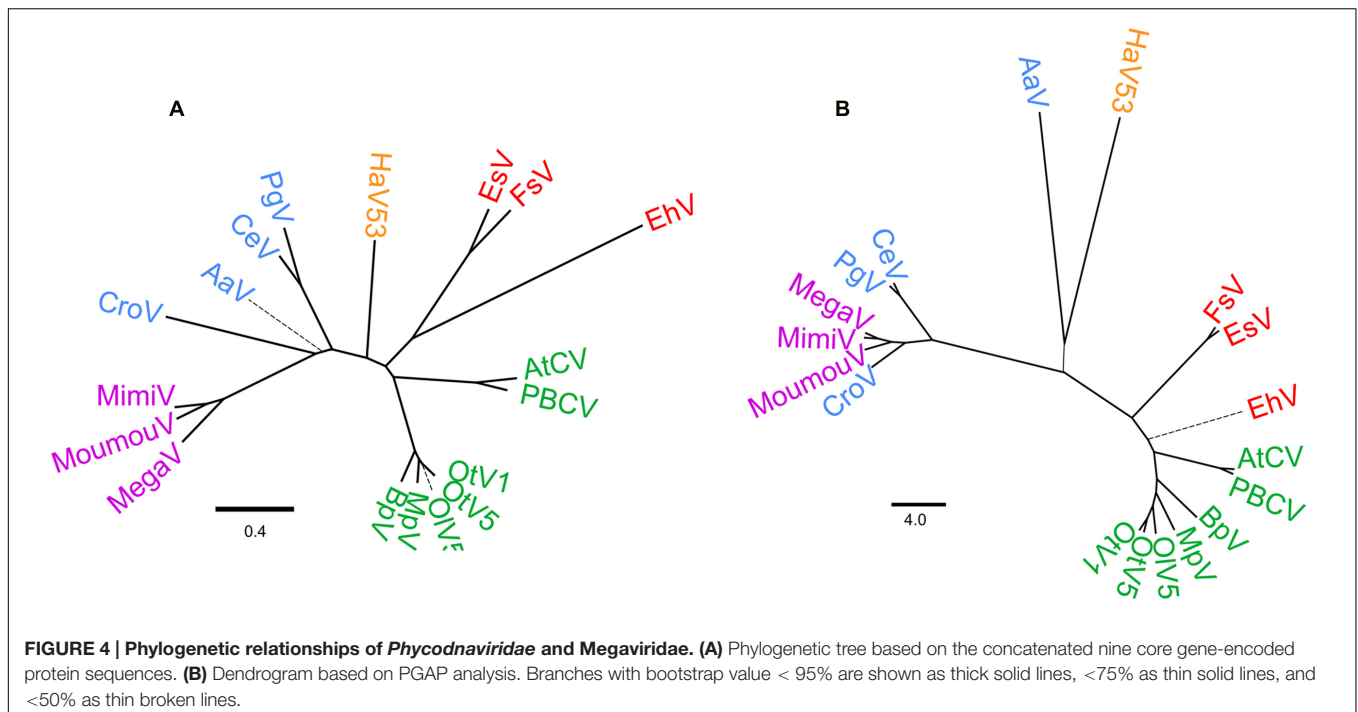 A
PgV
CeV
AaV
CroV
MimiV
MoumouV
MegaV
HaV53
EsV
FsV
EhV
AtCV
PBCV
OtV1
OtV5
OlV5
MpV
BpV
0.4
B
AaV
HaV53
CeV
PgV
MegaV
MimiV
MoumouV
CroV
FsV
EsV
EhV
AtCV
PBCV
BpV
MpV
OlV5
OtV5
OtV1
4.0
FIGURE 4 | Phylogenetic relationships of Phycodnaviridae and Megaviridae. (A) Phylogenetic tree based on the concatenated nine core gene-encoded
protein sequences. (B) Dendrogram based on PGAP analysis. Branches with bootstrap value < 95% are shown as thick solid lines, <75% as thin solid lines, and
<50% as thin broken lines.